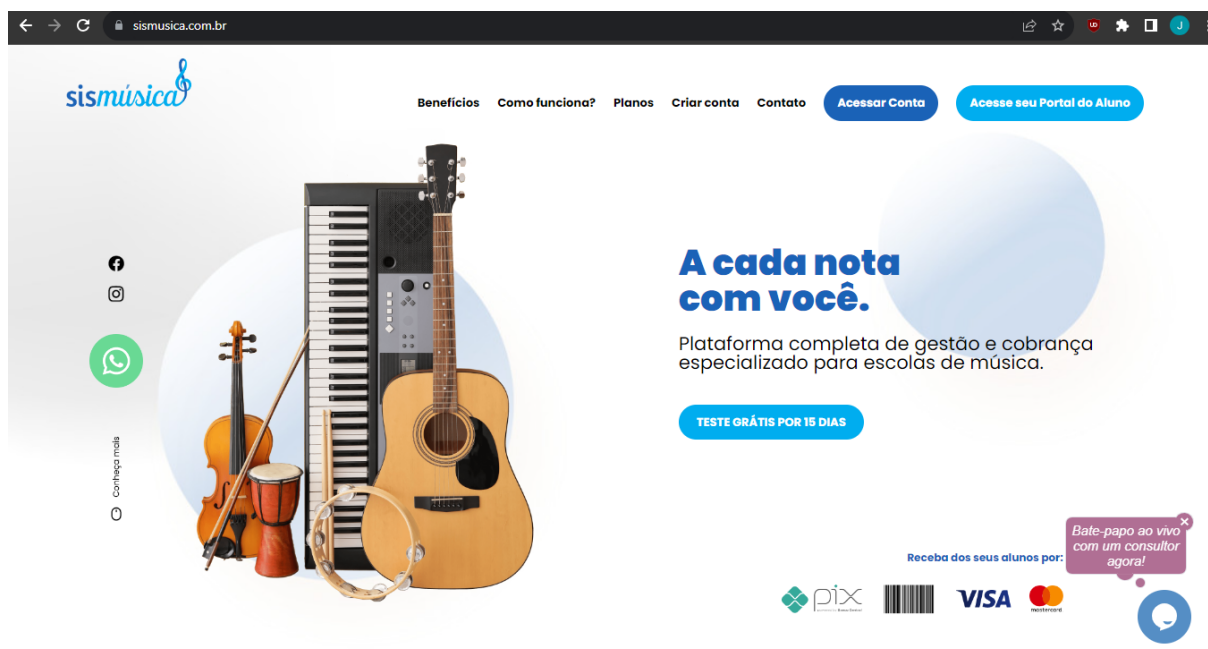 sismusica.com.br
J
sismúsica
Benefícios Como funciona? Planos Criar conta Contato Acessar Conta Acesse seu Portal do Aluno
A cada nota
com você.
Plataforma completa de gestão e cobrança
especializado para escolas de música.
TESTE GRÁTIS POR 15 DIAS
Conheça mais
Bate-papo ao vivo
com um consultor
agora!
Receba dos seus alunos por:
pix
VISA
mastercard